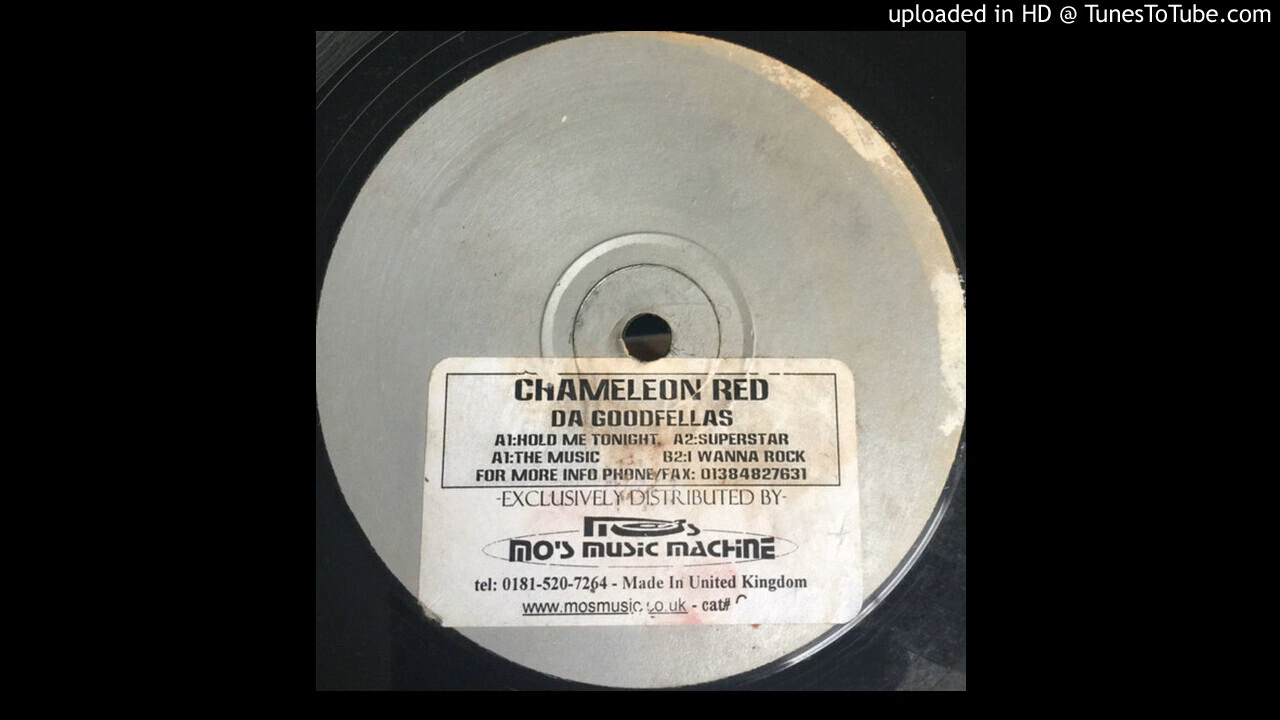 uploaded in HD @ TunesToTube.com
CHAMELEON RED
DA GOODFELLAS
A1:HOLD ME TONIGHT A2:SUPERSTAR
A1:THE MUSIC B2:I WANNA ROCK
FOR MORE INFO PHONE/FAX: 01384827631
-EXCLUSIVELY DISTRIBUTED BY-
MO'S
MO'S MUSIC MACHINE
tel: 0181-520-7264 - Made In United Kingdom
www.mosmusic.co.uk - cat#